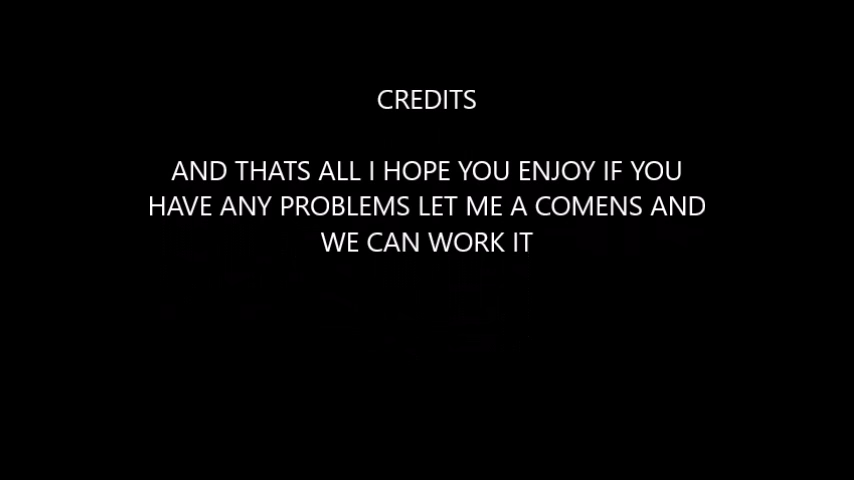 CREDITS
AND THATS ALL I HOPE YOU ENJOY IF YOU
HAVE ANY PROBLEMS LET ME A COMENS AND
WE CAN WORK IT